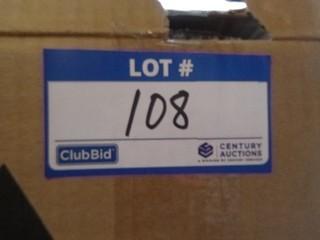 LOT #
108
ClubBid
CENTURY
AUCTIONS